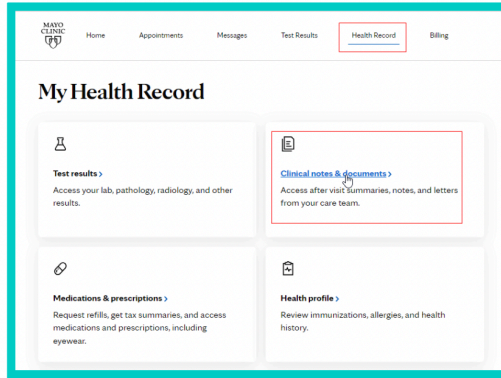 MAYO
CLINIC
Home
Appointments
Messages
Test Results
Health Record
Billing
My Health Record
Test results >
Access your lab, pathology, radiology, and other
results.
Clinical notes & documents >
Access after visit summaries, notes, and letters
from your care team.
Medications & prescriptions >
Request refills, get tax summaries, and access
medications and prescriptions, including
eyewear.
Health profile >
Review immunizations, allergies, and health
history.